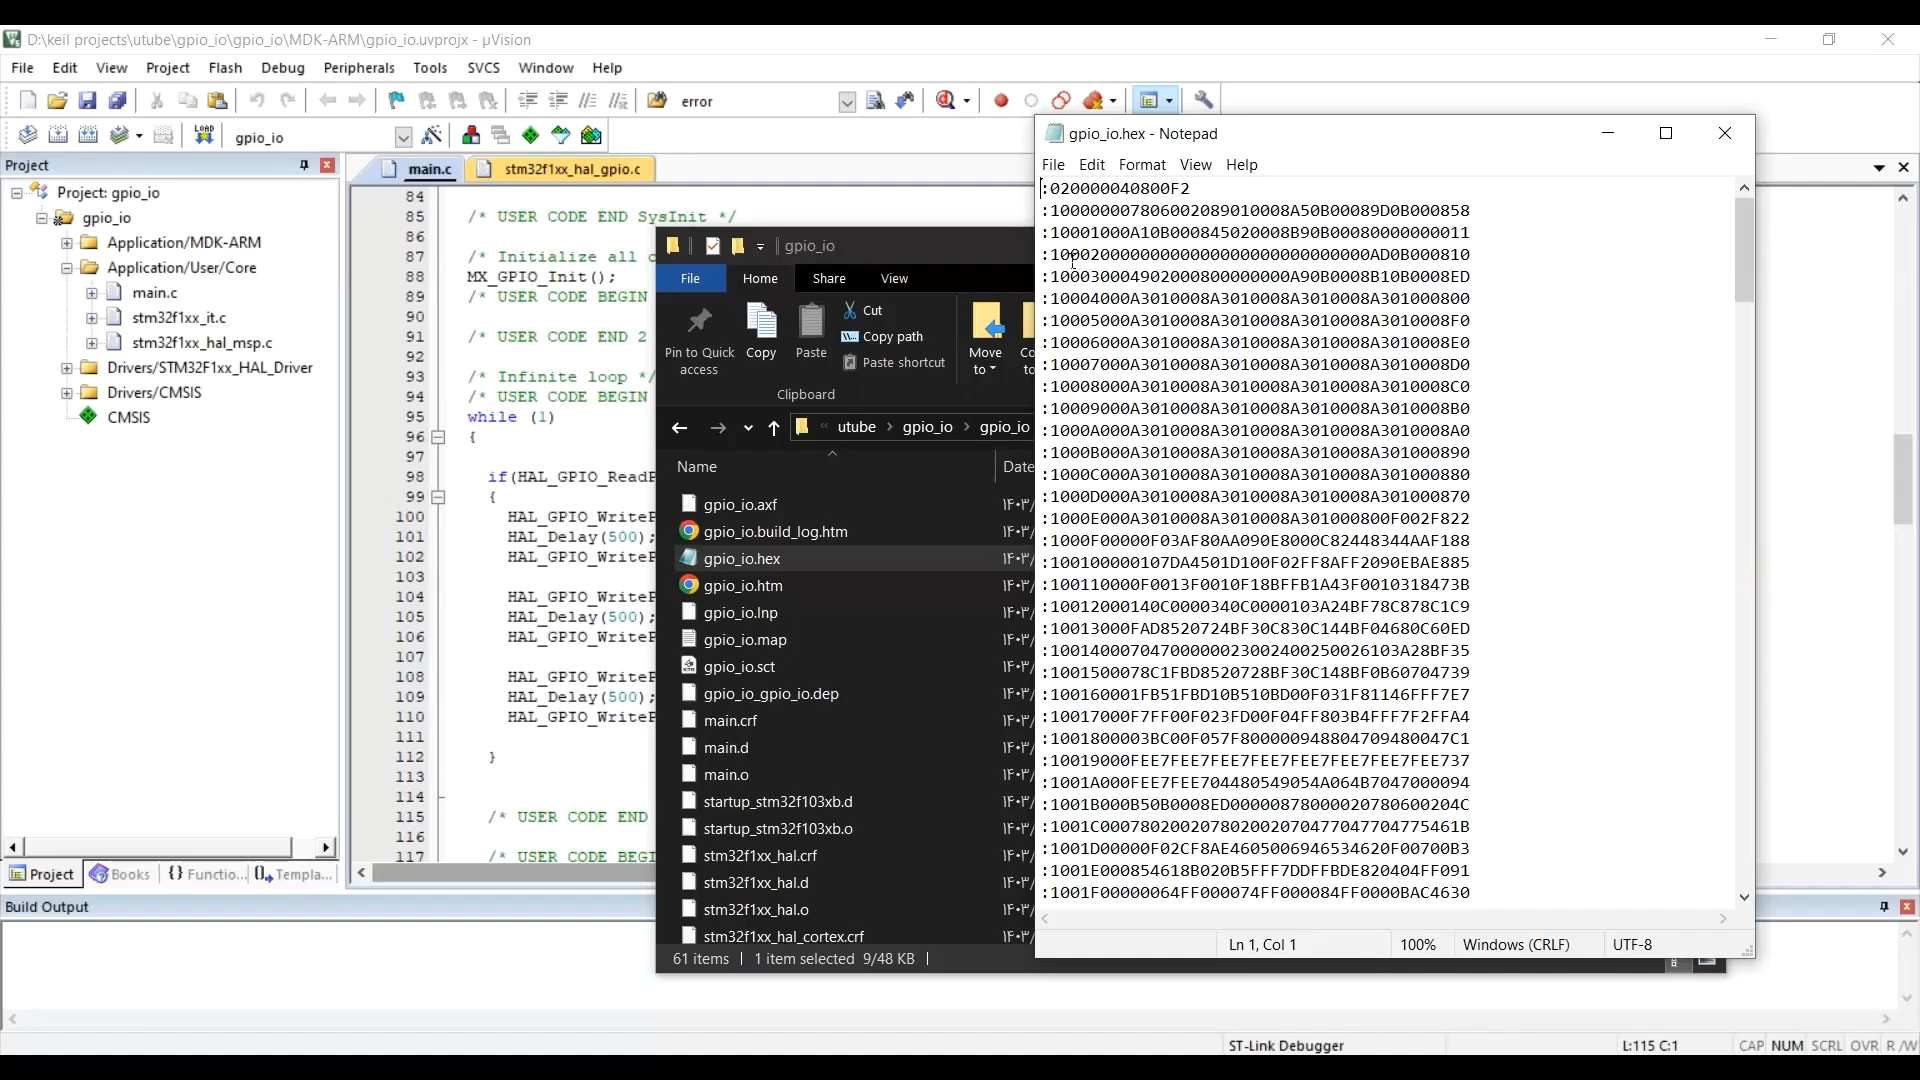 D:\keil projects\utube\gpio_io\gpio_io\MDK-ARM\gpio_io.uvprojx - µVision
File Edit View Project Flash Debug Peripherals Tools SVCS Window Help
error
LOAD gpio_io
Project
Project: gpio_io
gpio_io
Application/MDK-ARM
Application/User/Core
main.c
stm32f1xx_it.c
stm32f1xx_hal_msp.c
Drivers/STM32F1xx_HAL_Driver
Drivers/CMSIS
CMSIS
Project Books {} Functio... Templa...
main.c stm32f1xx_hal_gpio.c
84
85 /* USER CODE END SysInit */
86
87 /* Initialize all c
88 MX_GPIO_Init();
89 /* USER CODE BEGIN
90
91 /* USER CODE END 2
92
93 /* Infinite loop */
94 /* USER CODE BEGIN
95 while (1)
96 {
97
98 if(HAL_GPIO_ReadP
99 {
100 HAL_GPIO_WriteP
101 HAL_Delay(500);
102 HAL_GPIO_WriteP
103
104 HAL_GPIO_WriteP
105 HAL_Delay(500);
106 HAL_GPIO_WriteP
107
108 HAL_GPIO_WriteP
109 HAL_Delay(500);
110 HAL_GPIO_WriteP
111
112 }
113
114
115 /* USER CODE END
116
117 /* USER CODE BEGI
gpio_io
File Home Share View
Pin to Quick access
Copy
Paste
Cut
Copy path
Paste shortcut
Move to
Clipboard
utube > gpio_io > gpio_io
Name Date
gpio_io.axf
gpio_io.build_log.htm
gpio_io.hex
gpio_io.htm
gpio_io.lnp
gpio_io.map
gpio_io.sct
gpio_io_gpio_io.dep
main.crf
main.d
main.o
startup_stm32f103xb.d
startup_stm32f103xb.o
stm32f1xx_hal.crf
stm32f1xx_hal.d
stm32f1xx_hal.o
stm32f1xx_hal_cortex.crf
61 items 1 item selected 9/48 KB
gpio_io.hex - Notepad
File Edit Format View Help
:020000040800F2
:100000007806002089010008A50B00089D0B000858
:10001000A10B000845020008B90B00080000000011
:10002000000000000000000000000000AD0B000810
:100030004902000800000000A90B0008B10B0008ED
:10004000A3010008A3010008A3010008A301000800
:10005000A3010008A3010008A3010008A3010008F0
:10006000A3010008A3010008A3010008A3010008E0
:10007000A3010008A3010008A3010008A3010008D0
:10008000A3010008A3010008A3010008A3010008C0
:10009000A3010008A3010008A3010008A3010008B0
:1000A000A3010008A3010008A3010008A3010008A0
:1000B000A3010008A3010008A3010008A301000890
:1000C000A3010008A3010008A3010008A301000880
:1000D000A3010008A3010008A3010008A301000870
:1000E000A3010008A3010008A301000800F002F822
:1000F00000F03AF80AA090E8000C82448344AAF188
:100100000107DA4501D100F02FF8AFF2090EBAE885
:100110000F0013F0010F18BFFB1A43F0010318473B
:10012000140C0000340C0000103A24BF78C878C1C9
:10013000FAD8520724BF30C830C144BF04680C60ED
:10014000704700000023002400250026103A28BF35
:1001500078C1FBD8520728BF30C148BF0B60704739
:100160001FB51FBD10B510BD00F031F81146FFF7E7
:10017000F7FF00F023FD00F04FF803B4FFF7F2FFA4
:1001800003BC00F057F800000948804709480047C1
:10019000FEE7FEE7FEE7FEE7FEE7FEE7FEE7FEE737
:1001A000FEE7FEE704480549054A064B7047000094
:1001B000B50B0008ED00000878000020780600204C
:1001C000780200207802002070477047704775461B
:1001D00000F02CF8AE4605006946534620F00700B3
:1001E000854618B020B5FFF7DDFFBDE820404FF091
:1001F00000064FF000074FF000084FF0000BAC4630
Ln 1, Col 1 100% Windows (CRLF) UTF-8
Build Output
ST-Link Debugger L:115 C:1 CAP NUM SCRL OVR R/W